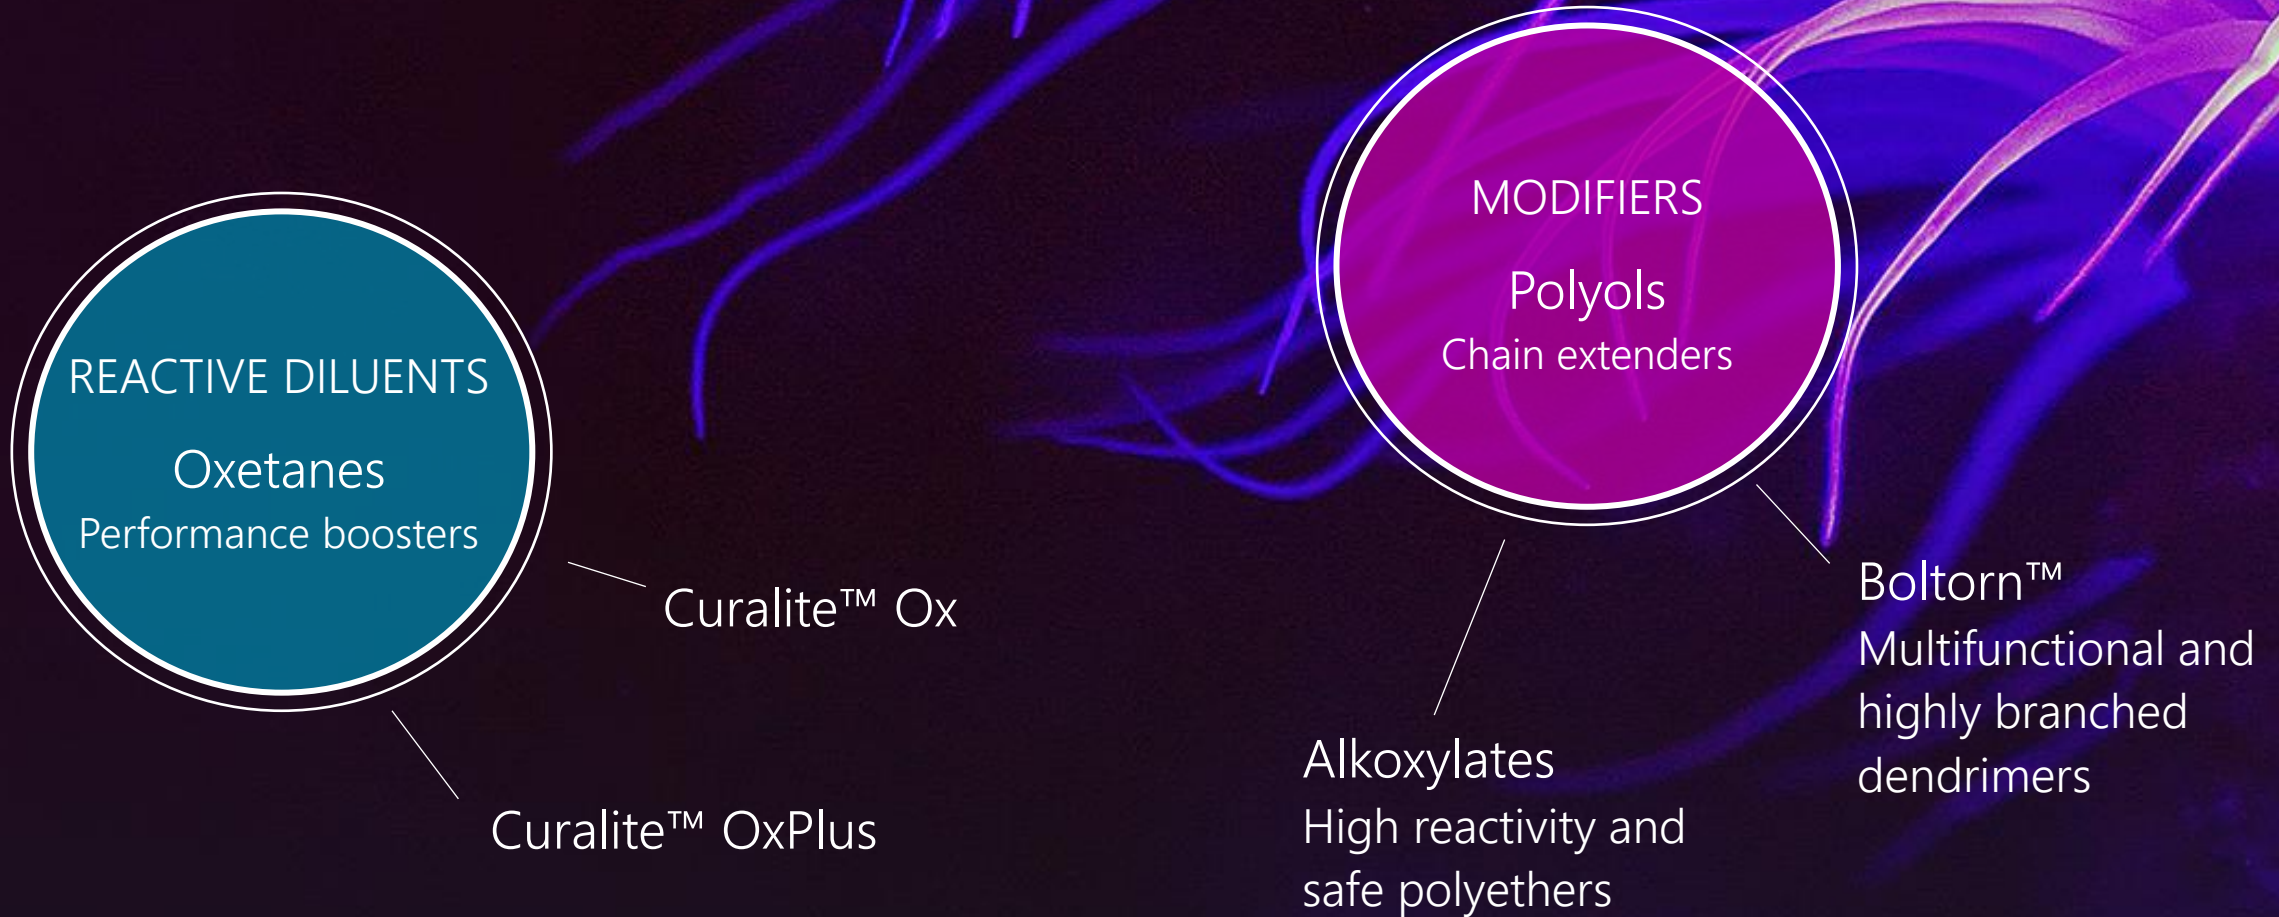 REACTIVE DILUENTS
Oxetanes
Performance boosters
Curalite™ Ox
Curalite™ OxPlus
MODIFIERS
Polyols
Chain extenders
Alkoxylates
High reactivity and
safe polyethers
Boltorn™
Multifunctional and
highly branched
dendrimers